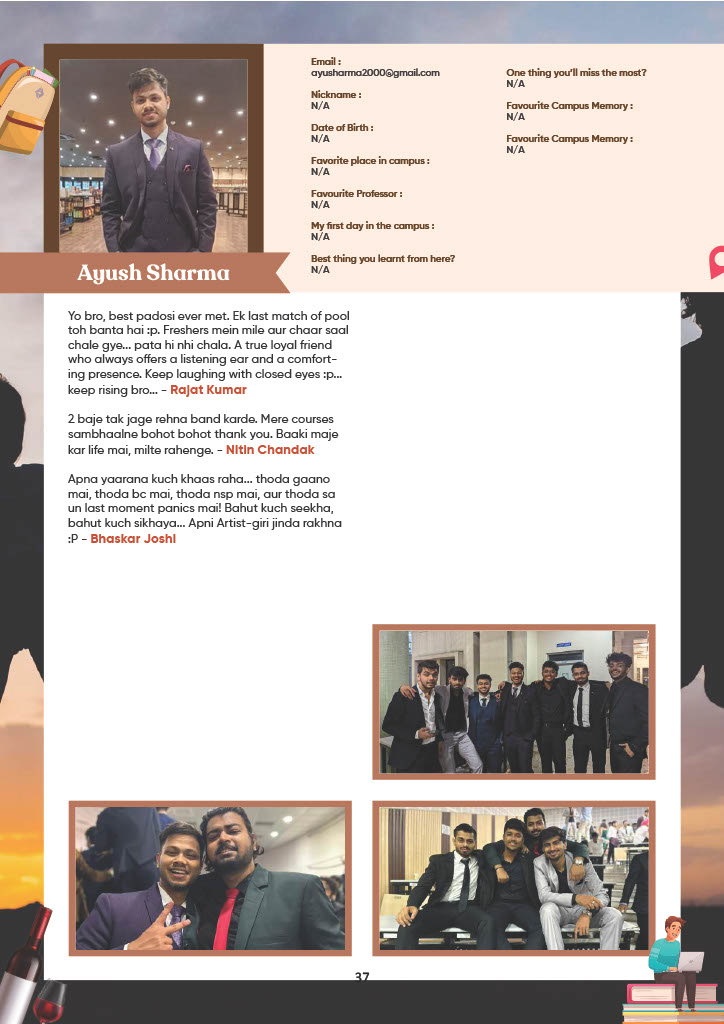 Email :
ayusharma2000@gmail.com
Nickname :
N/A
Date of Birth :
N/A
Favorite place in campus :
N/A
Favourite Professor :
N/A
My first day in the campus :
N/A
Best thing you learnt from here?
N/A
One thing you'll miss the most?
N/A
Favourite Campus Memory :
N/A
Favourite Campus Memory :
N/A
Ayush Sharma
Yo bro, best padosi ever met. Ek last match of pool
toh banta hai :p. Freshers mein mile aur chaar saal
chale gye... pata hi nhi chala. A true loyal friend
who always offers a listening ear and a comfort-
ing presence. Keep laughing with closed eyes :p...
keep rising bro... - Rajat Kumar
2 baje tak jage rehna band karde. Mere courses
sambhaalne bohot bohot thank you. Baaki maje
kar life mai, milte rahenge. - Nitin Chandak
Apna yaarana kuch khaas raha... thoda gaano
mai, thoda bc mai, thoda nsp mai, aur thoda sa
un last moment panics mai! Bahut kuch seekha,
bahut kuch sikhaya... Apni Artist-giri jinda rakhna
:P - Bhaskar Joshi
37